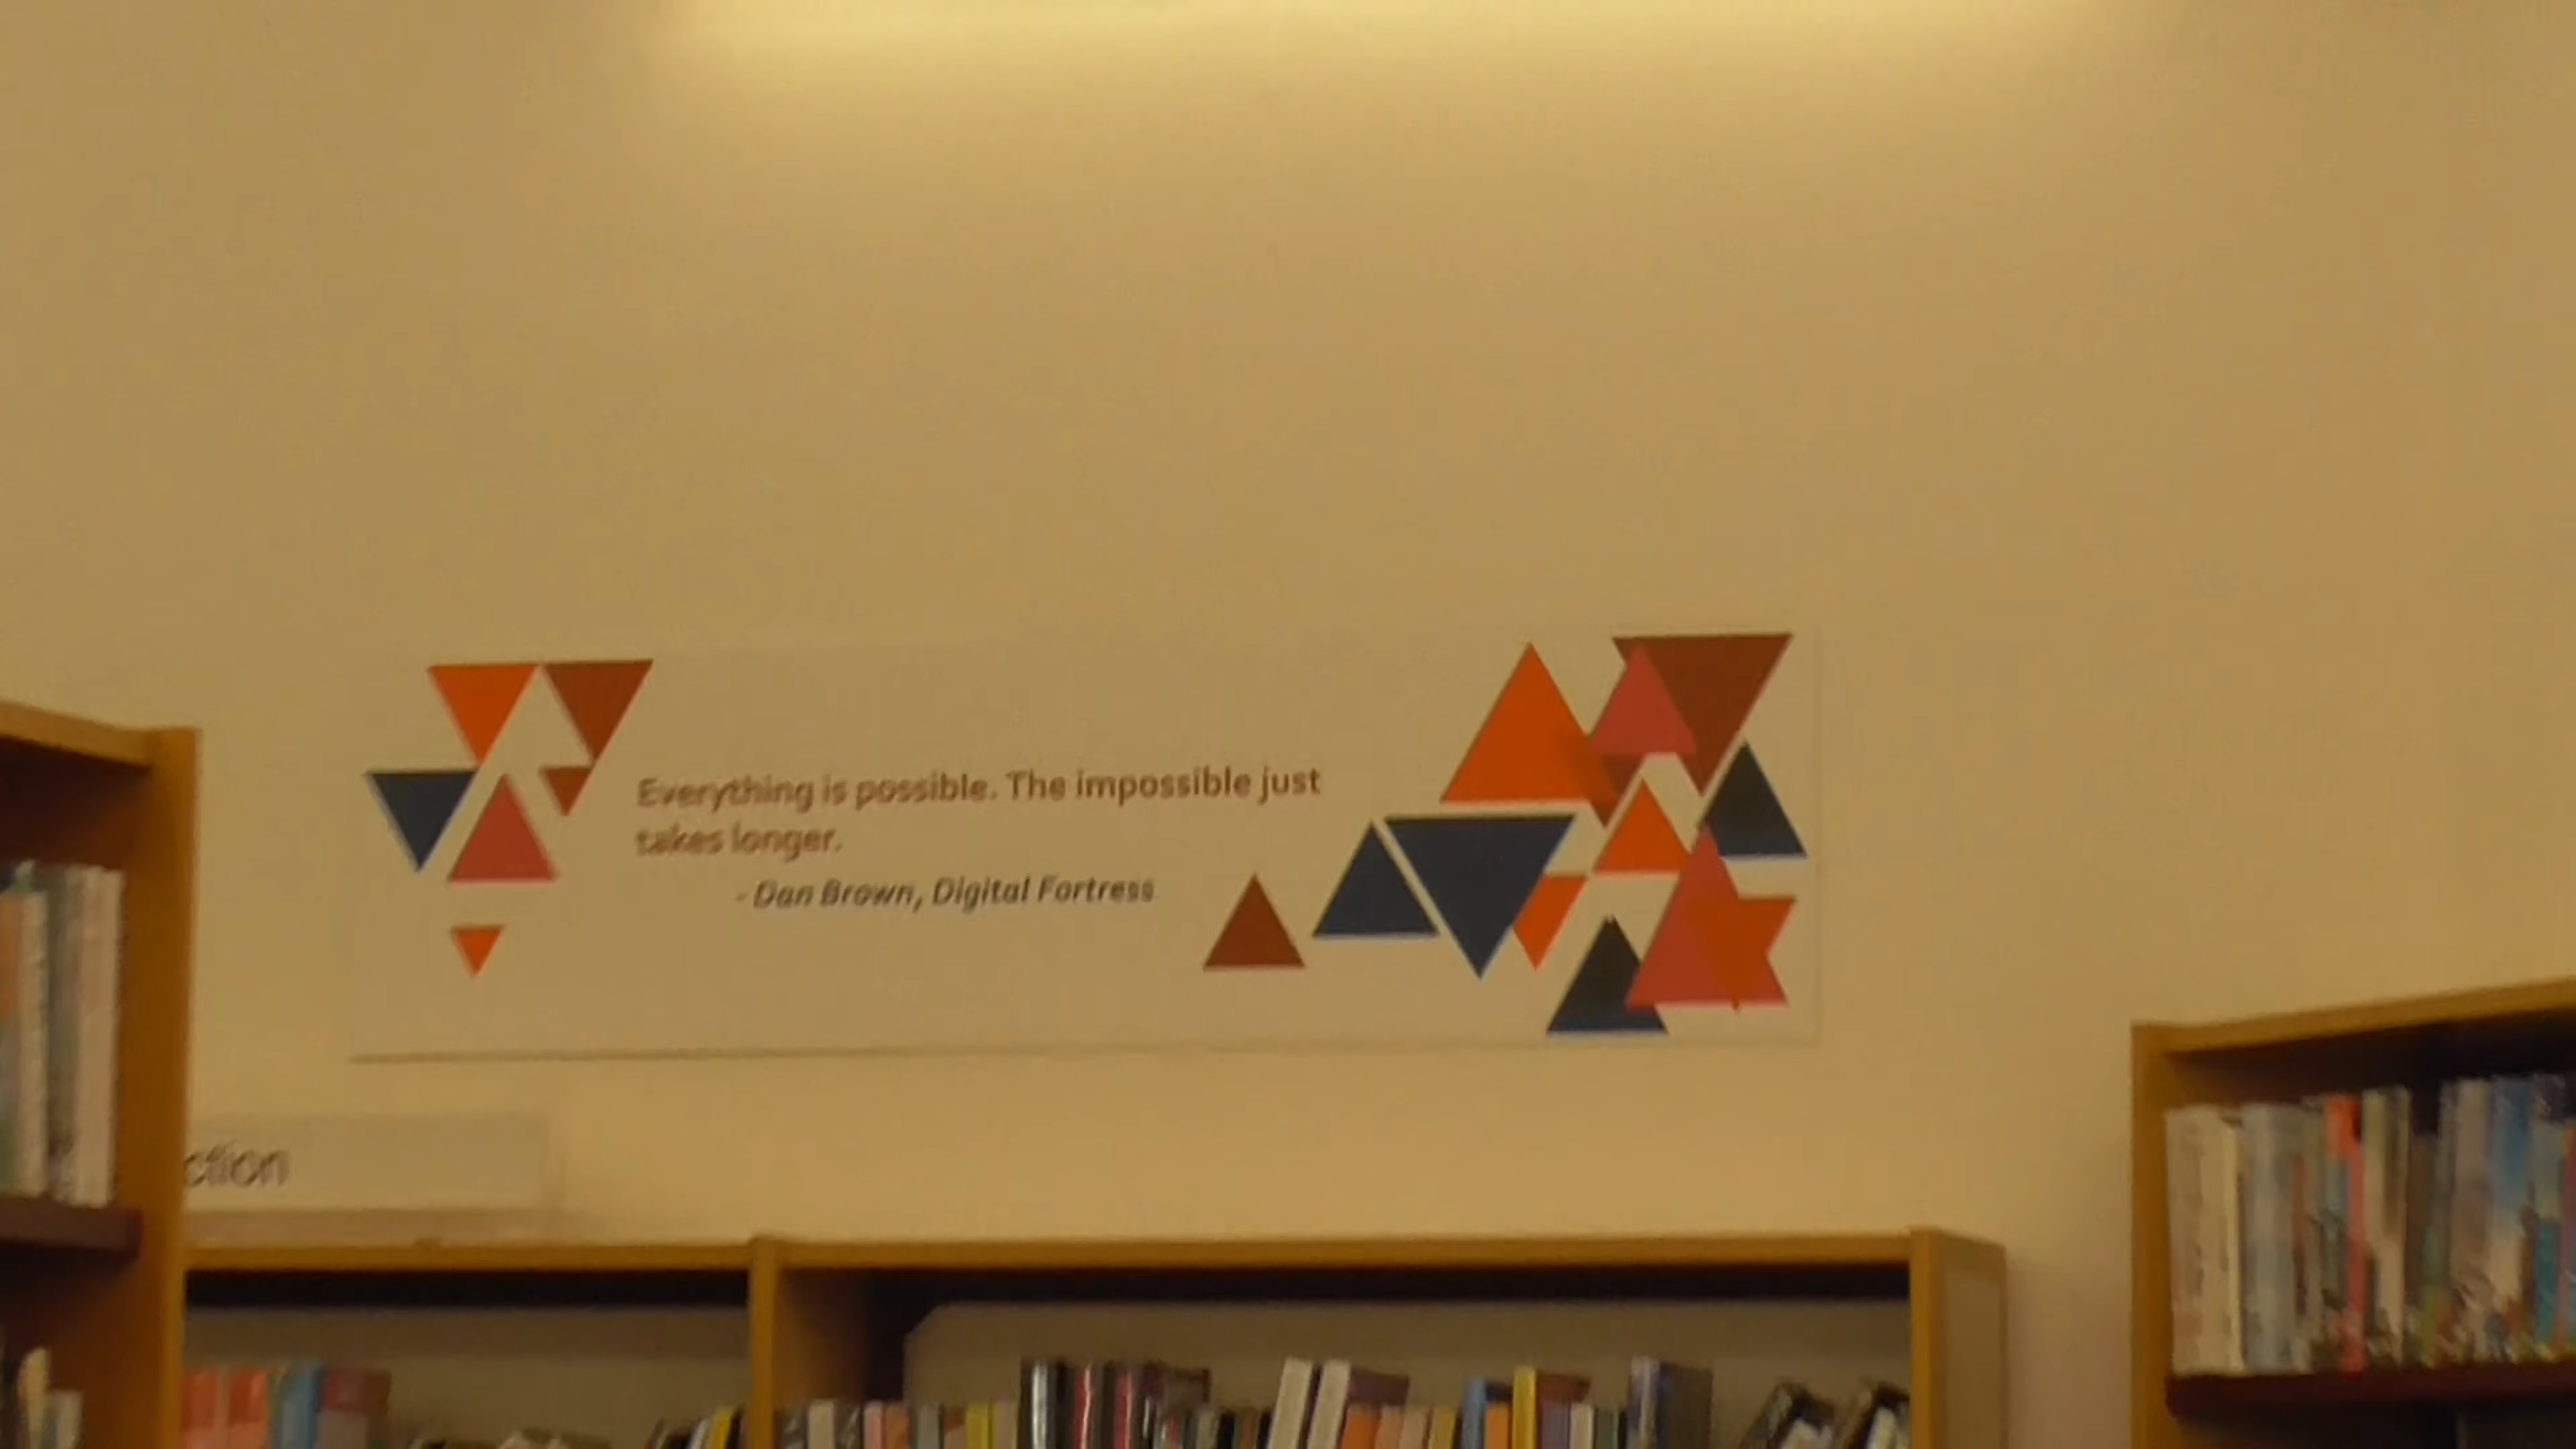 Everything is possible. The impossible just
takes longer.
- Dan Brown, Digital Fortress
ction